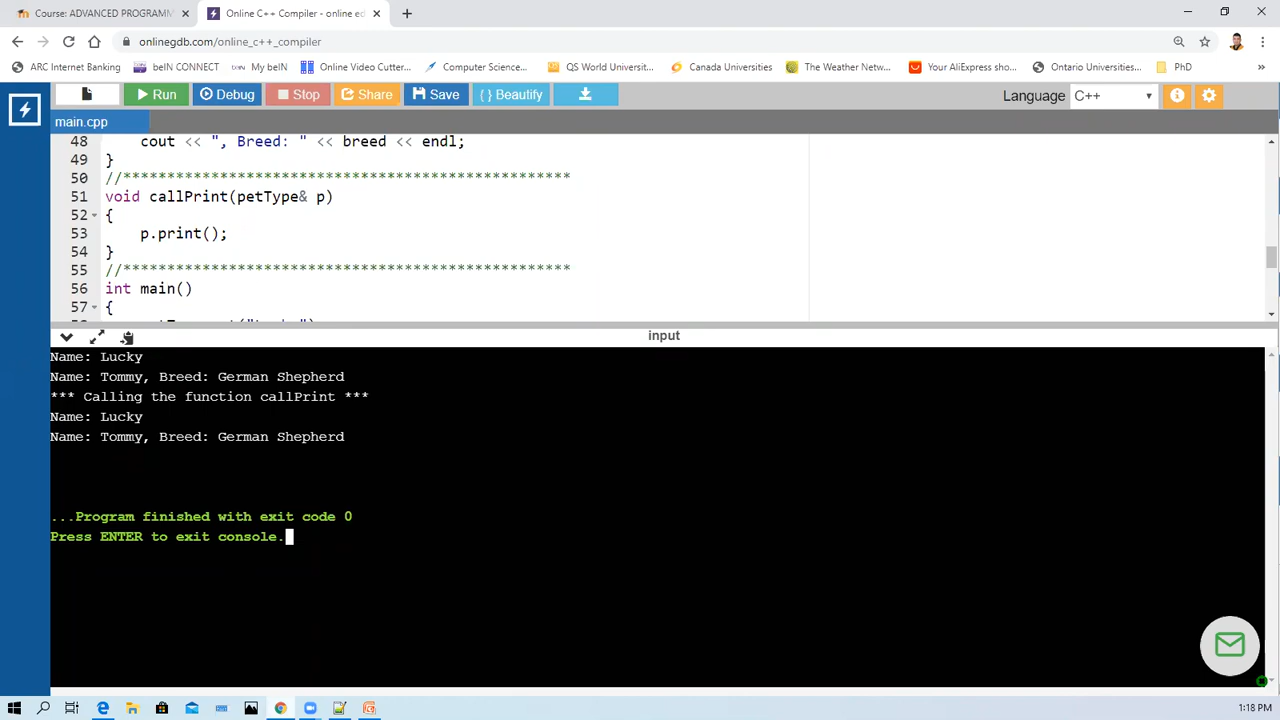 Course: ADVANCED PROGRAMM
Online C++ Compiler - online ed
onlinegdb.com/online_c++_compiler
ARC Internet Banking
beIN CONNECT
My beIN
Online Video Cutter...
Computer Science...
QS World Universit...
Canada Universities
The Weather Netw...
Your AliExpress sho...
Ontario Universitie...
PhD
»
Run
Debug
Stop
Share
Save
{ } Beautify
Language C++
main.cpp
48 cout << ", Breed: " << breed << endl;
49 }
50 //***************************************************
51 void callPrint(petType& p)
52 {
53 p.print();
54 }
55 //***************************************************
56 int main()
57 {
input
Name: Lucky
Name: Tommy, Breed: German Shepherd
*** Calling the function callPrint ***
Name: Lucky
Name: Tommy, Breed: German Shepherd
...Program finished with exit code 0
Press ENTER to exit console.
1:18 PM